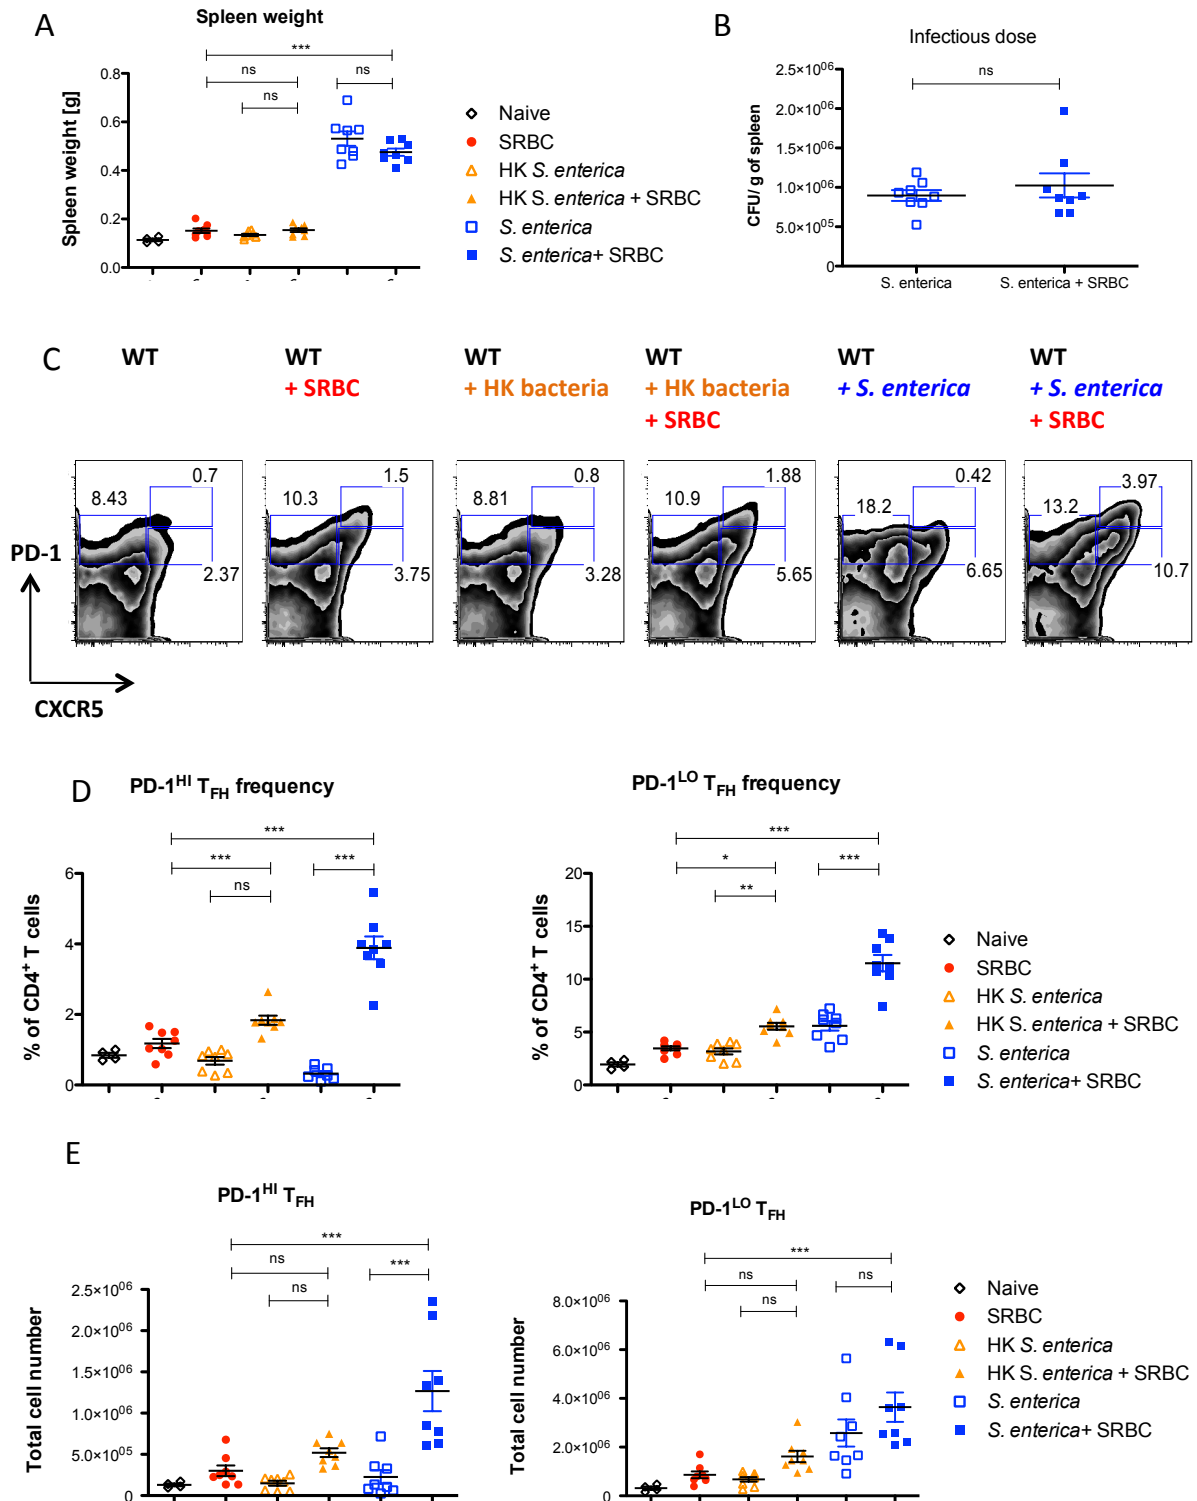 A
Spleen weight
***
ns
ns
ns
Spleen weight [g]
0.8
0.6
0.4
0.2
0.0
Naive
SRBC
HK S. enterica
HK S. enterica + SRBC
S. enterica
S. enterica+ SRBC
B
Infectious dose
ns
CFU/ g of spleen
2.5×10⁰⁶
2.0×10⁰⁶
1.5×10⁰⁶
1.0×10⁰⁶
5.0×10⁰⁵
0
S. enterica
S. enterica + SRBC
C
WT
WT
+ SRBC
WT
+ HK bacteria
WT
+ HK bacteria
+ SRBC
WT
+ S. enterica
WT
+ S. enterica
+ SRBC
0.7
8.43
2.37
1.5
10.3
3.75
0.8
8.81
3.28
1.88
10.9
5.65
0.42
18.2
6.65
3.97
13.2
10.7
PD-1
CXCR5
D
PD-1ᴴᴵ T_FH frequency
***
***
***
ns
% of CD4⁺ T cells
6
4
2
0
PD-1ᴸᴼ T_FH frequency
***
*
***
**
% of CD4⁺ T cells
20
15
10
5
0
Naive
SRBC
HK S. enterica
HK S. enterica + SRBC
S. enterica
S. enterica+ SRBC
E
PD-1ᴴᴵ T_FH
***
ns
***
ns
Total cell number
2.5×10⁰⁶
2.0×10⁰⁶
1.5×10⁰⁶
1.0×10⁰⁶
5.0×10⁰⁵
0
PD-1ᴸᴼ T_FH
***
ns
ns
ns
Total cell number
8.0×10⁰⁶
6.0×10⁰⁶
4.0×10⁰⁶
2.0×10⁰⁶
0
Naive
SRBC
HK S. enterica
HK S. enterica + SRBC
S. enterica
S. enterica+ SRBC